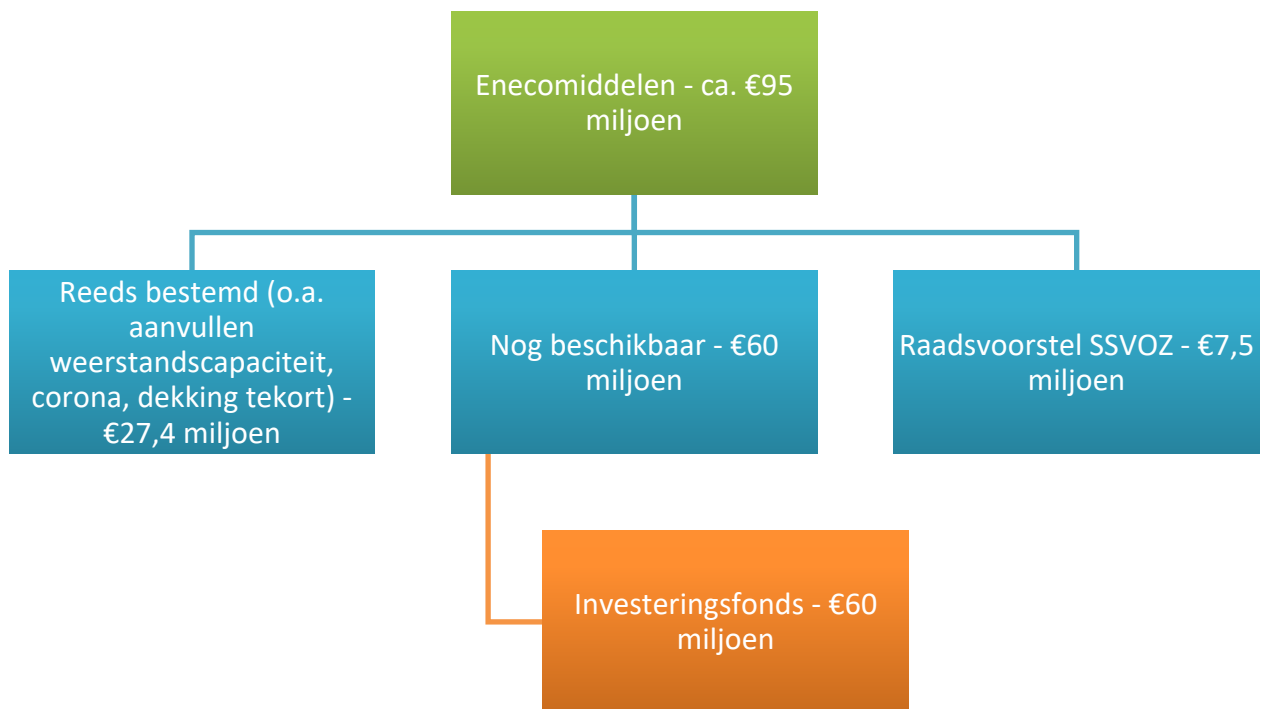 Enecomiddelen - ca. €95
miljoen
Reeds bestemd (o.a.
aanvullen
weerstandscapaciteit,
corona, dekking tekort) -
€27,4 miljoen
Nog beschikbaar - €60
miljoen
Raadsvoorstel SSVOZ - €7,5
miljoen
Investeringsfonds - €60
miljoen